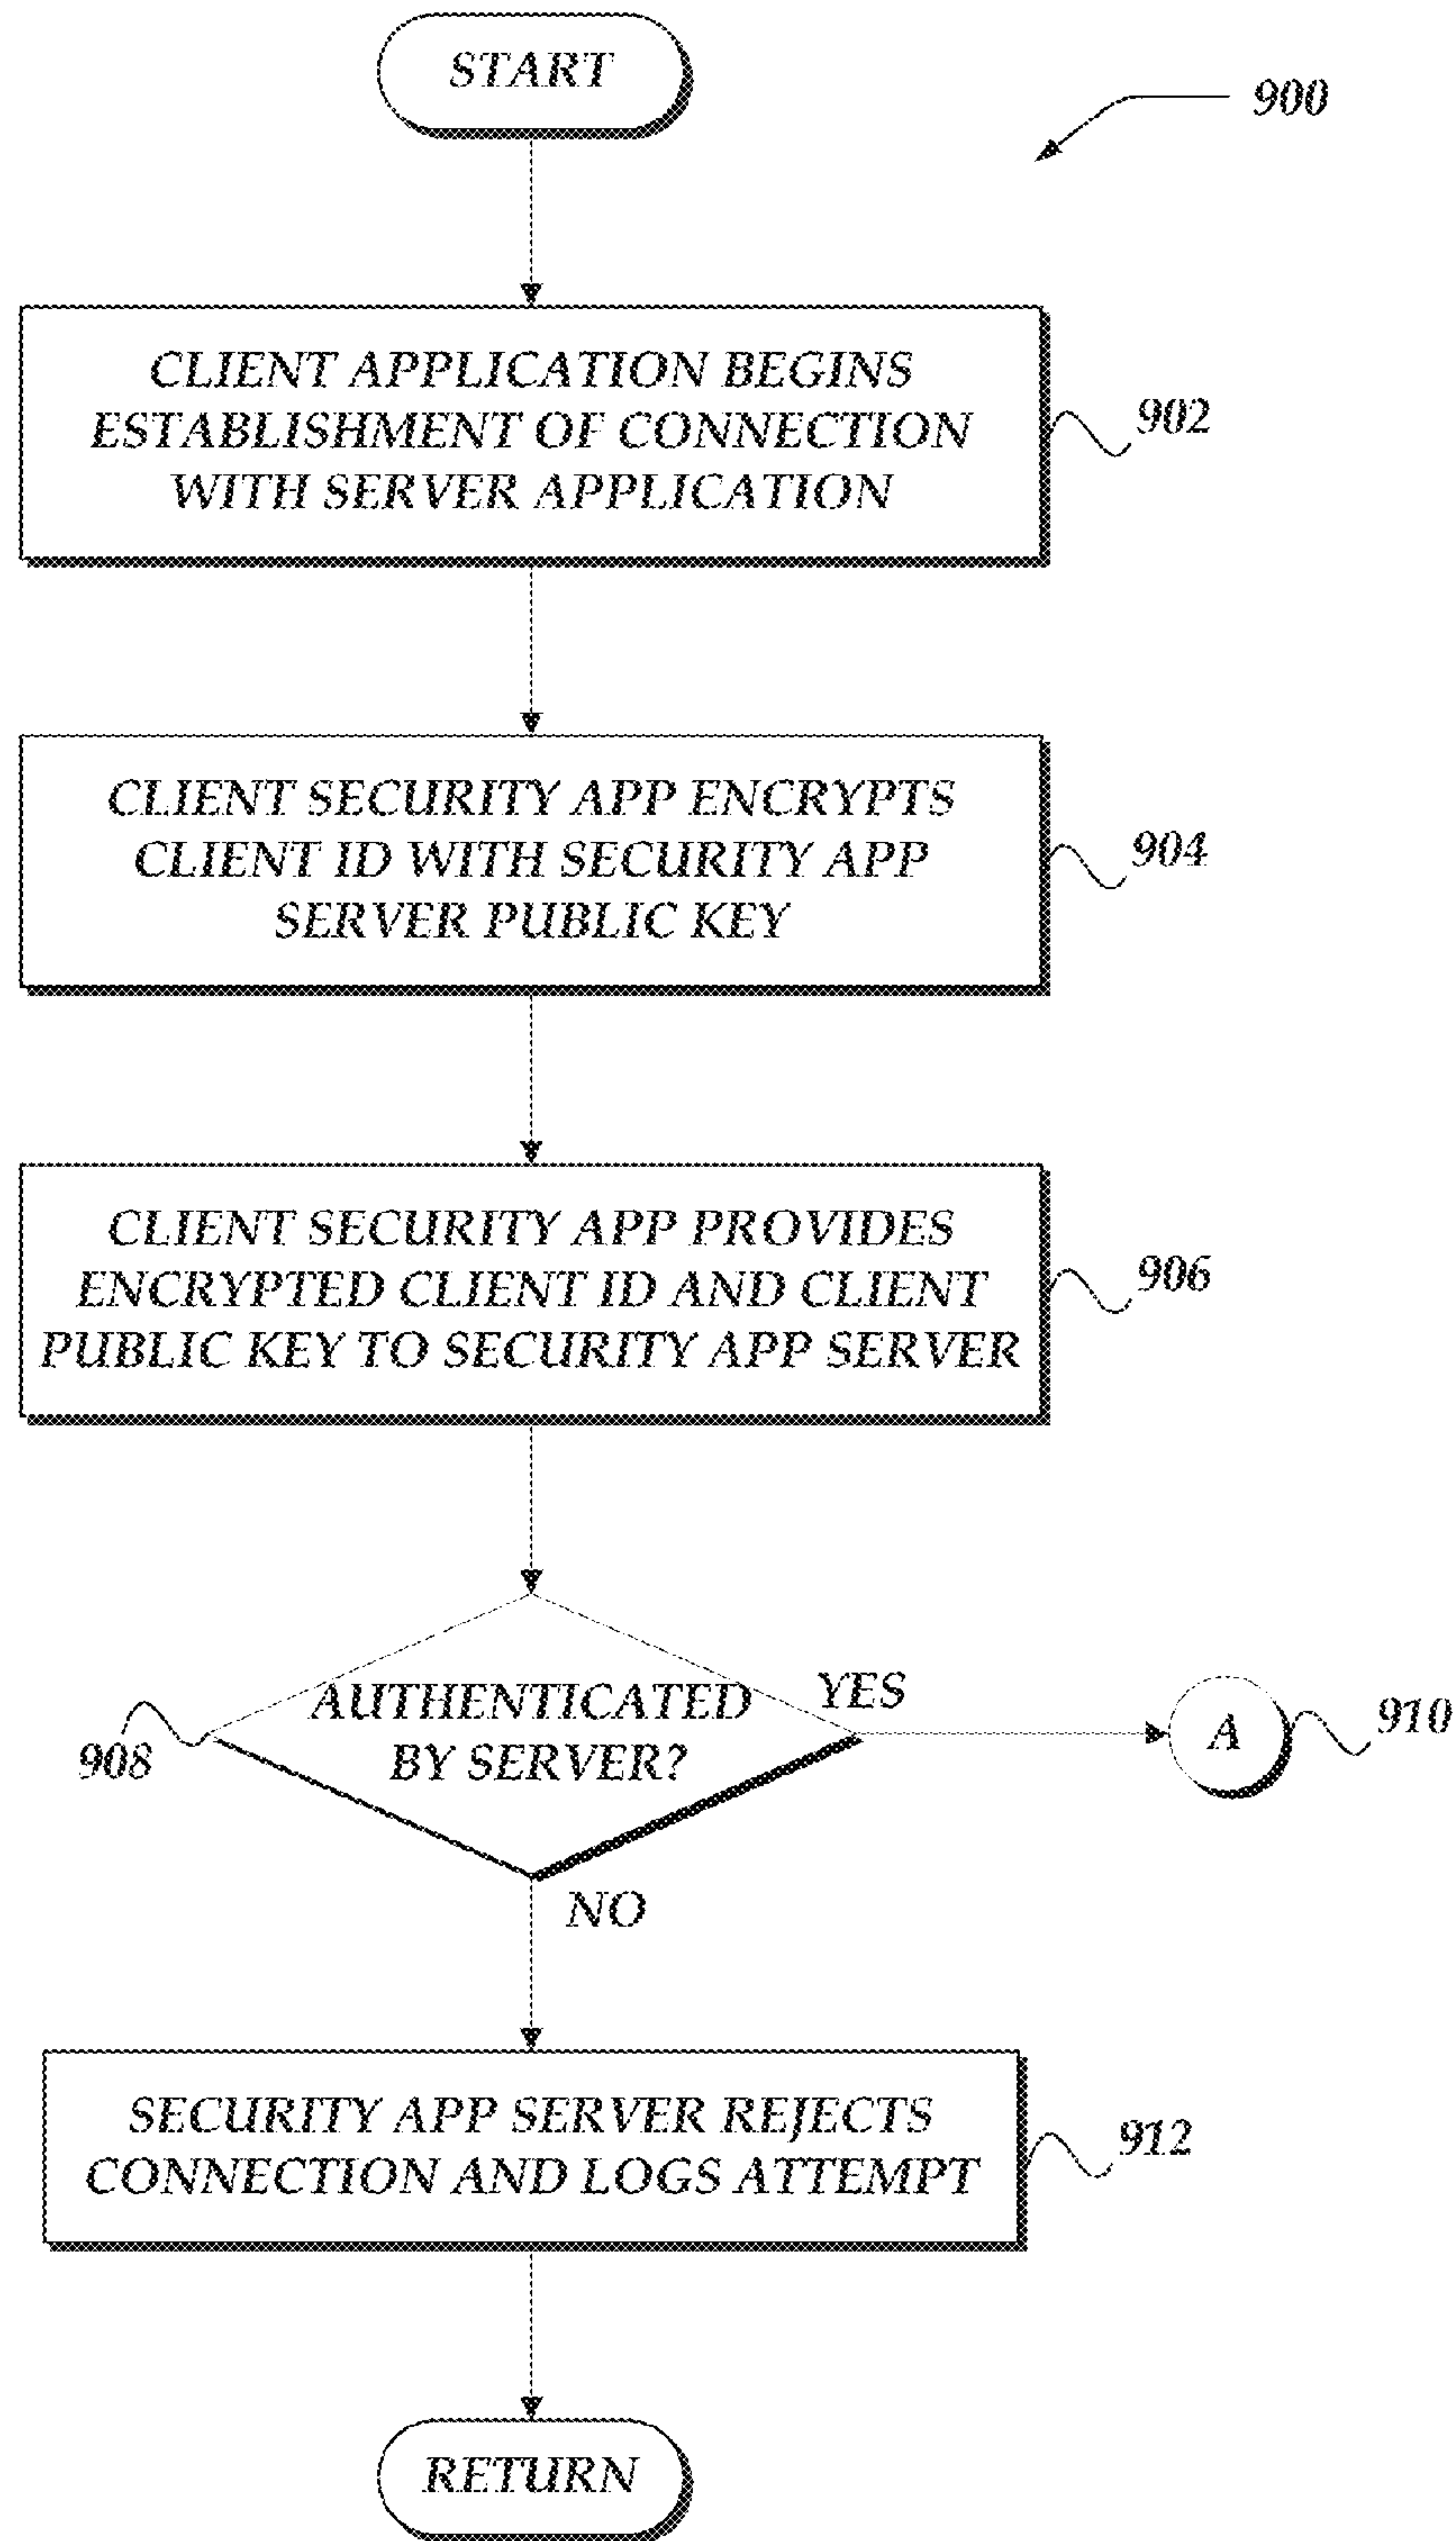 START
900
CLIENT APPLICATION BEGINS
ESTABLISHMENT OF CONNECTION
WITH SERVER APPLICATION
902
CLIENT SECURITY APP ENCRYPTS
CLIENT ID WITH SECURITY APP
SERVER PUBLIC KEY
904
CLIENT SECURITY APP PROVIDES
ENCRYPTED CLIENT ID AND CLIENT
PUBLIC KEY TO SECURITY APP SERVER
906
AUTHENTICATED
BY SERVER?
908
YES
A
910
NO
SECURITY APP SERVER REJECTS
CONNECTION AND LOGS ATTEMPT
912
RETURN